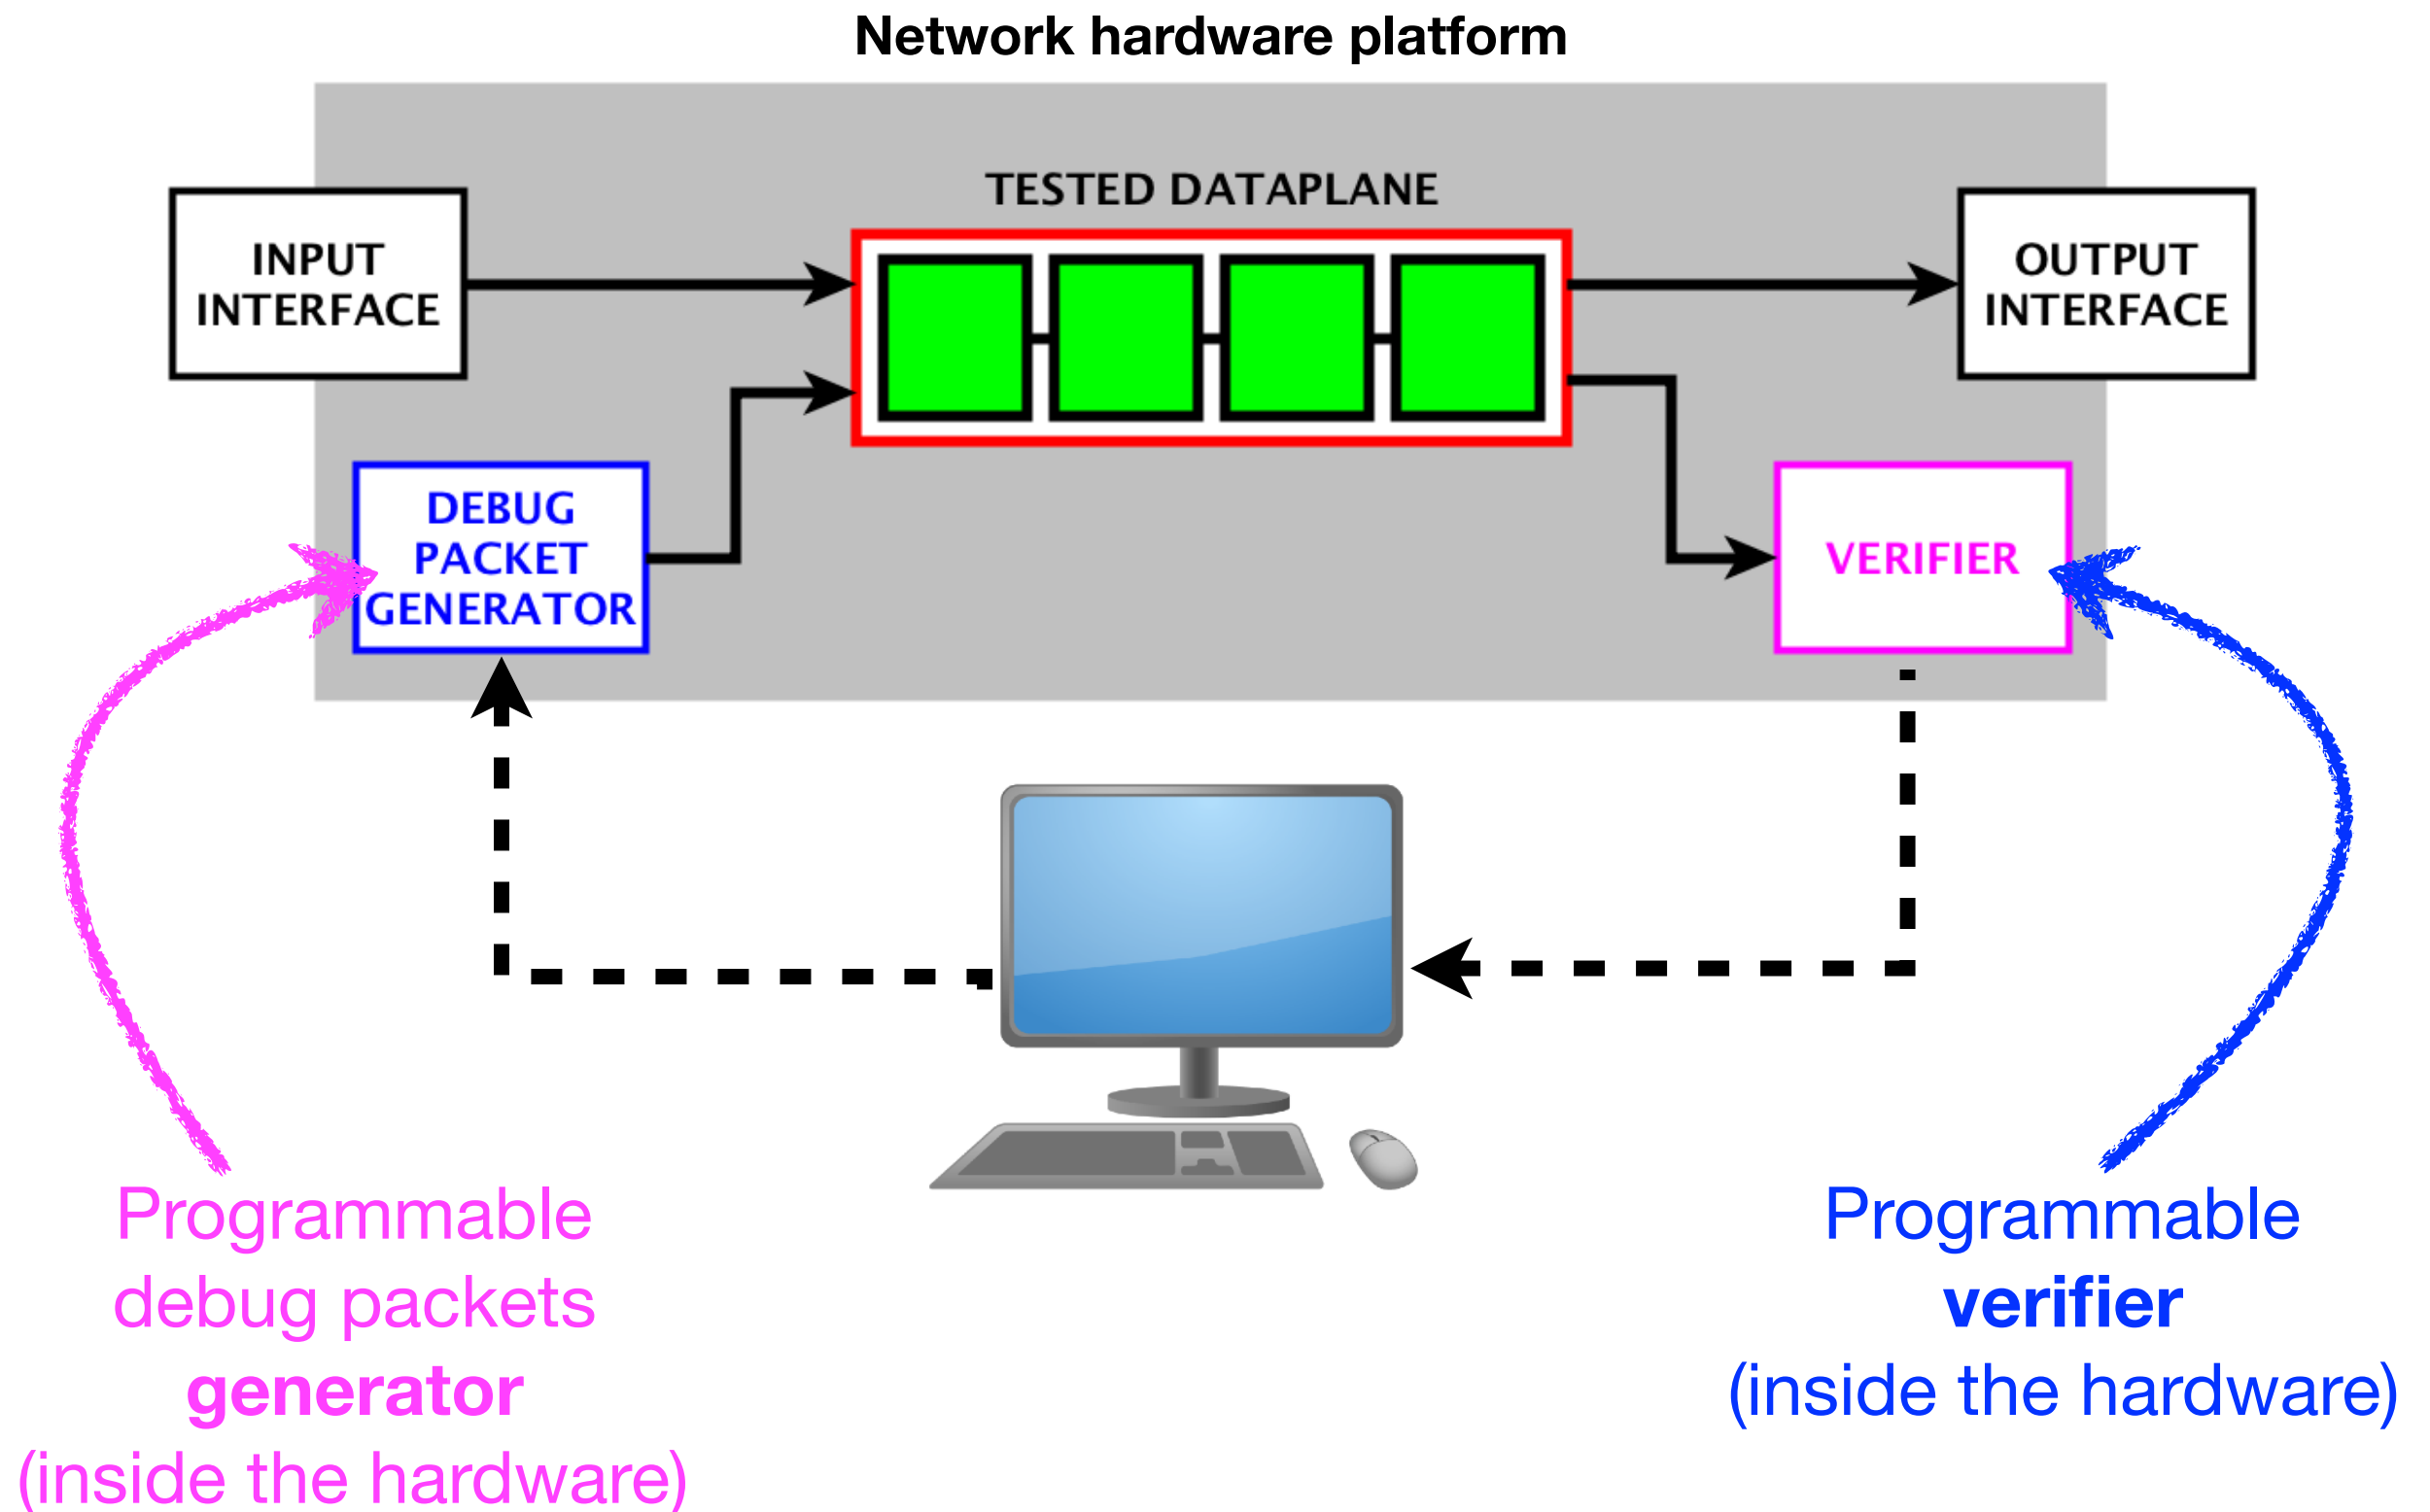 Network hardware platform
TESTED DATAPLANE
INPUT
INTERFACE
OUTPUT
INTERFACE
DEBUG
PACKET
GENERATOR
VERIFIER
Programmable
debug packets
generator
(inside the hardware)
Programmable
verifier
(inside the hardware)